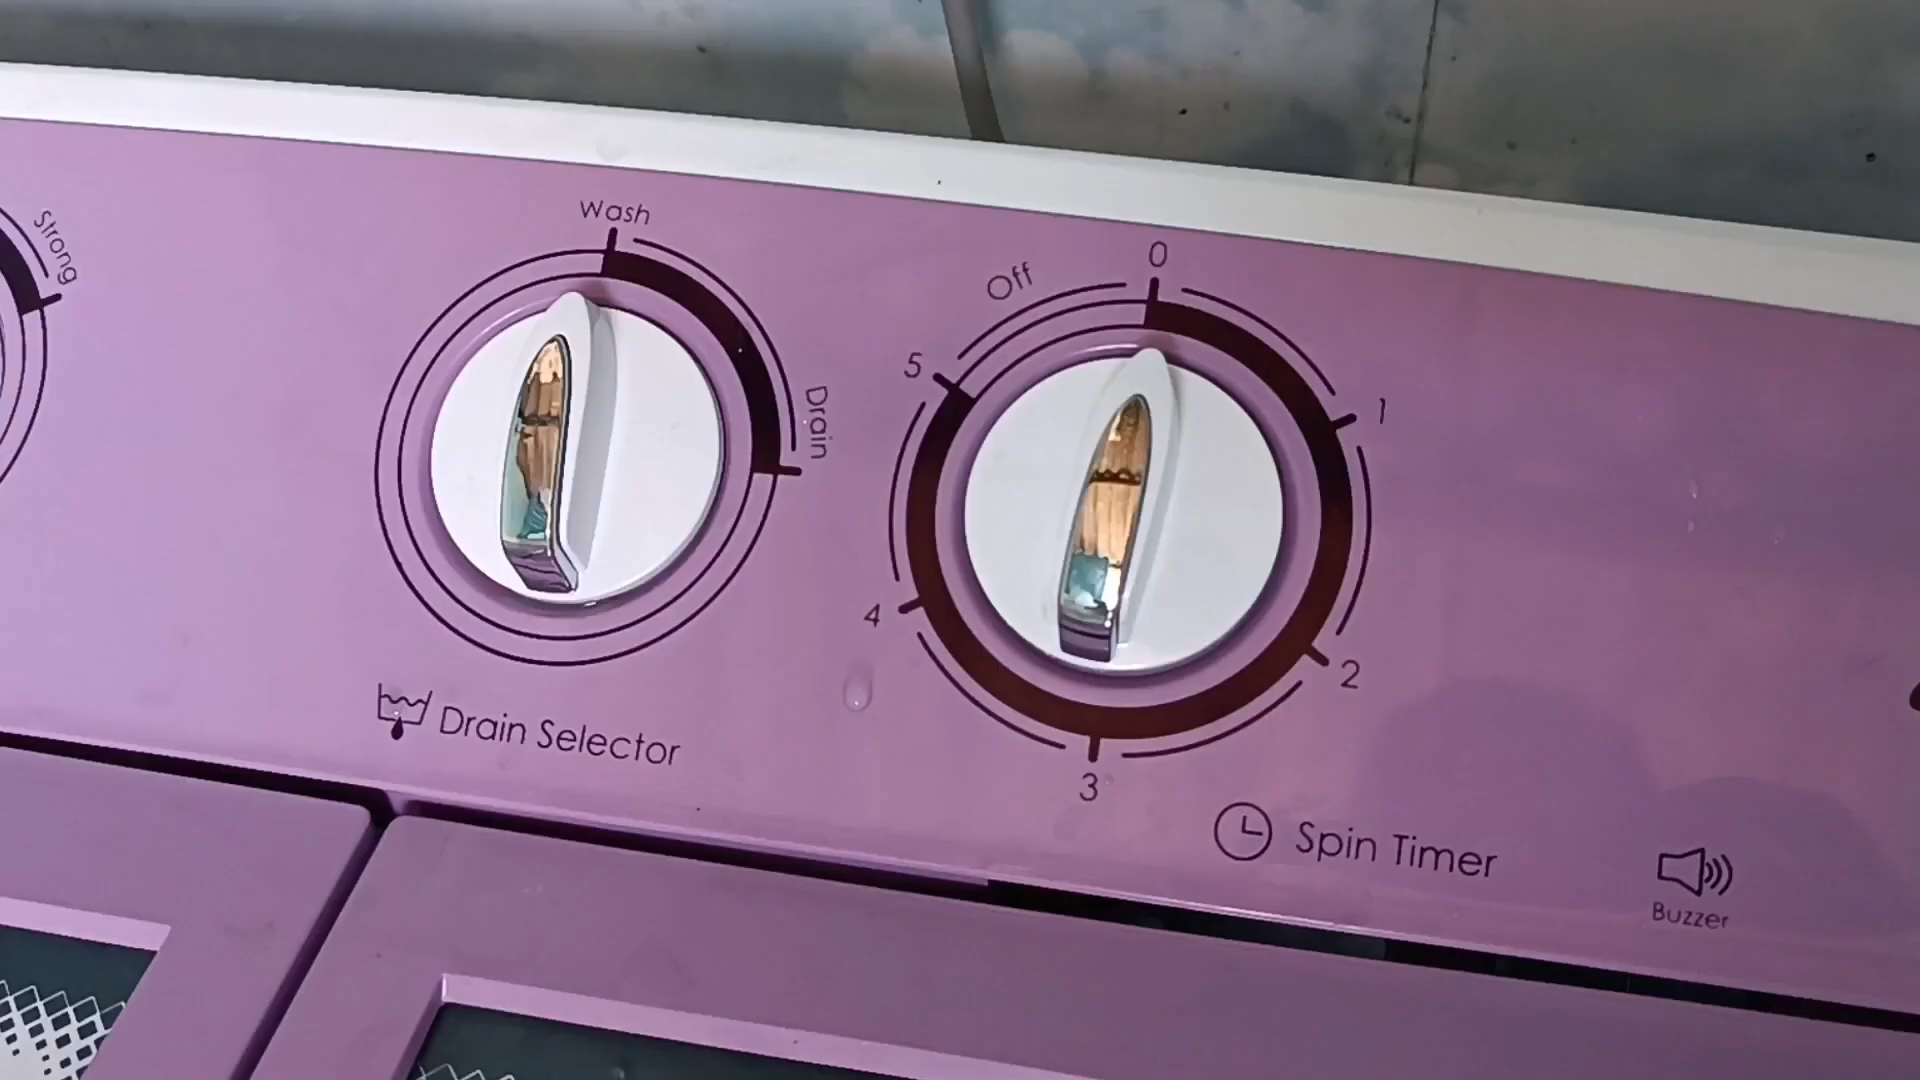 Strong
Wash
Drain
Drain Selector
Off
0
1
2
3
4
5
Spin Timer
Buzzer